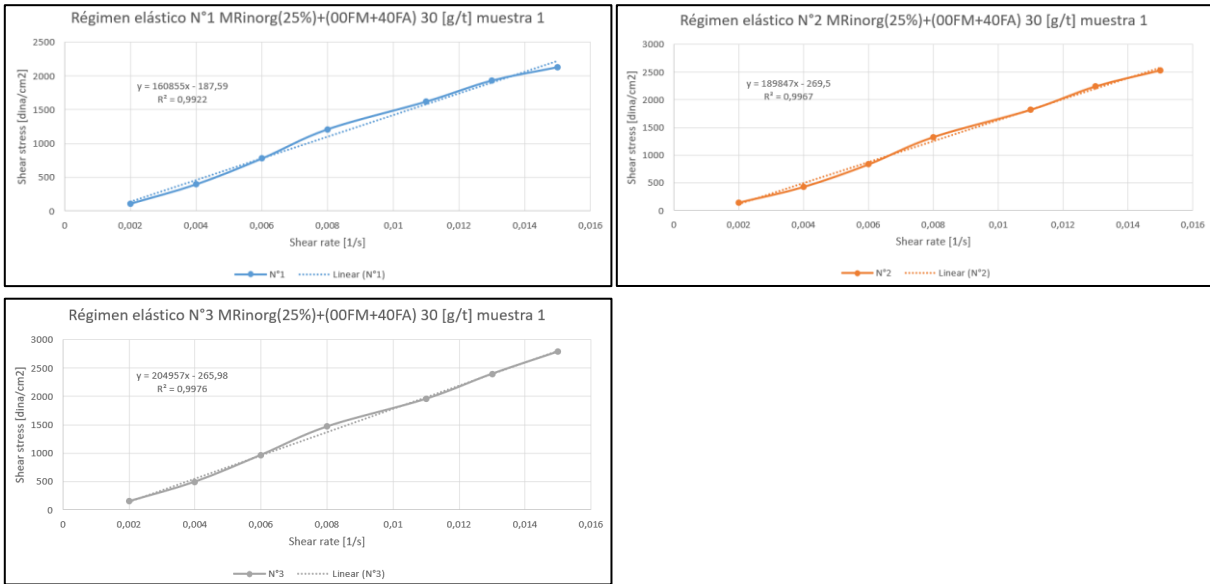 Régimen elástico N°1 MRinorg(25%)+(00FM+40FA) 30 [g/t] muestra 1
Shear stress [dina/cm2]
2500
2000
1500
1000
500
0
y = 160855x - 187,59
R² = 0,9922
0 0,002 0,004 0,006 0,008 0,01 0,012 0,014 0,016
Shear rate [1/s]
N°1 Linear (N°1)
Régimen elástico N°2 MRinorg(25%)+(00FM+40FA) 30 [g/t] muestra 1
Shear stress [dina/cm2]
3000
2500
2000
1500
1000
500
0
y = 189847x - 269,5
R² = 0,9967
0 0,002 0,004 0,006 0,008 0,01 0,012 0,014 0,016
Shear rate [1/s]
N°2 Linear (N°2)
Régimen elástico N°3 MRinorg(25%)+(00FM+40FA) 30 [g/t] muestra 1
Shear stress [dina/cm2]
3000
2500
2000
1500
1000
500
0
y = 204957x - 265,98
R² = 0,9976
0 0,002 0,004 0,006 0,008 0,01 0,012 0,014 0,016
Shear rate [1/s]
N°3 Linear (N°3)